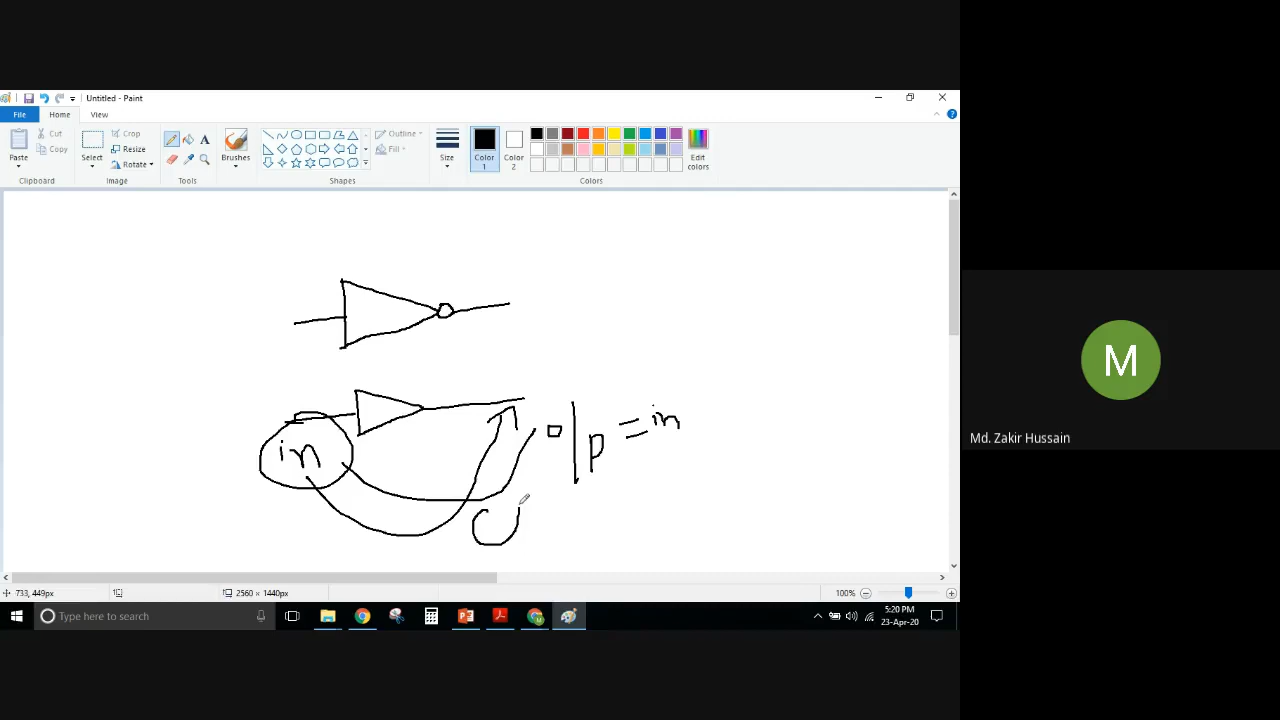 Untitled - Paint
File Home View
Paste
Cut
Copy
Clipboard
Select
Crop
Resize
Rotate
Image
Tools
Brushes
Shapes
Outline
Fill
Size
Color 1
Color 2
Edit colors
Colors
in
o|p = in
733, 449px
2560 × 1440px
100%
Type here to search
5:20 PM
23-Apr-20
M
Md. Zakir Hussain